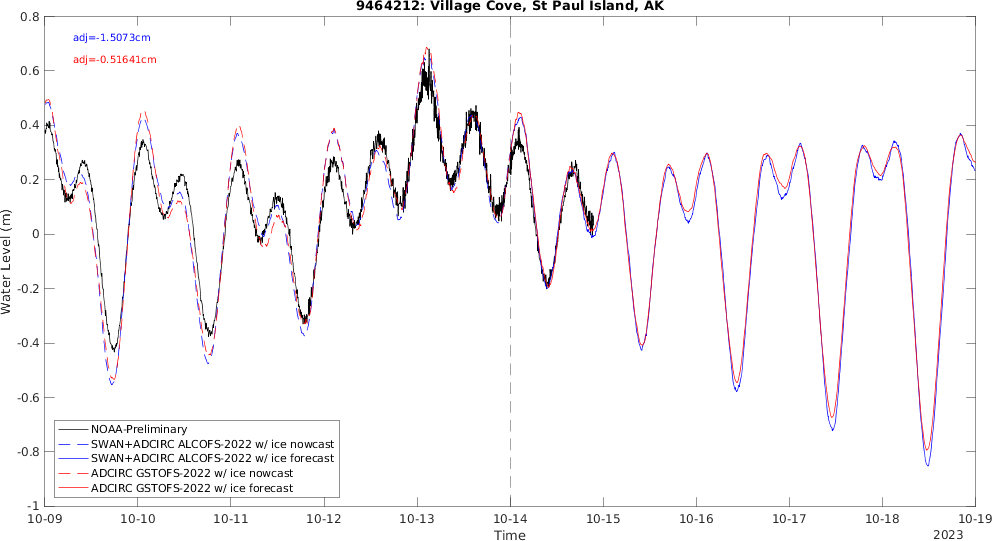 9464212: Village Cove, St Paul Island, AK
adj=-1.5073cm
adj=-0.51641cm
Water Level (m)
0.8
0.6
0.4
0.2
0
-0.2
-0.4
-0.6
-0.8
-1
NOAA-Preliminary
SWAN+ADCIRC ALCOFS-2022 w/ ice nowcast
SWAN+ADCIRC ALCOFS-2022 w/ ice forecast
ADCIRC GSTOFS-2022 w/ ice nowcast
ADCIRC GSTOFS-2022 w/ ice forecast
10-09 10-10 10-11 10-12 10-13 10-14 10-15 10-16 10-17 10-18 10-19
Time
2023